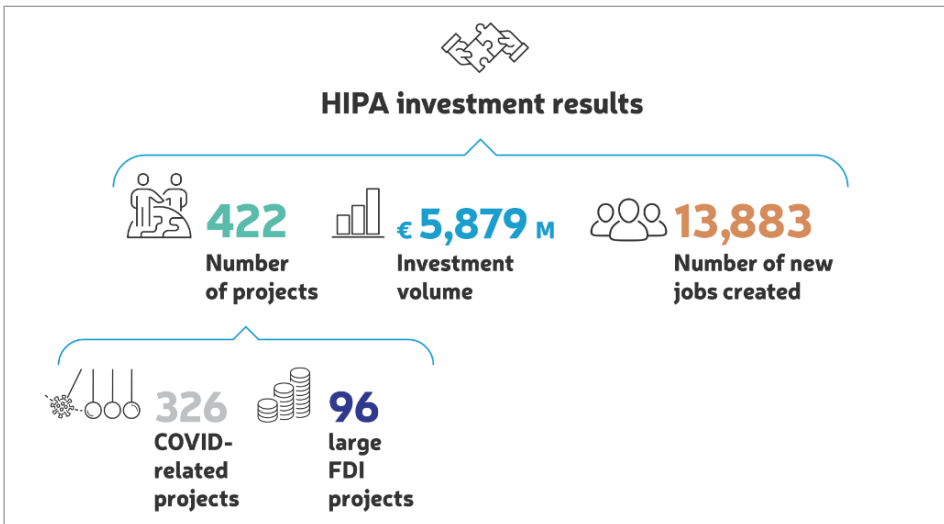 HIPA investment results
422
Number
of projects
€ 5,879 M
Investment
volume
13,883
Number of new
jobs created
326
COVID-
related
projects
96
large
FDI
projects